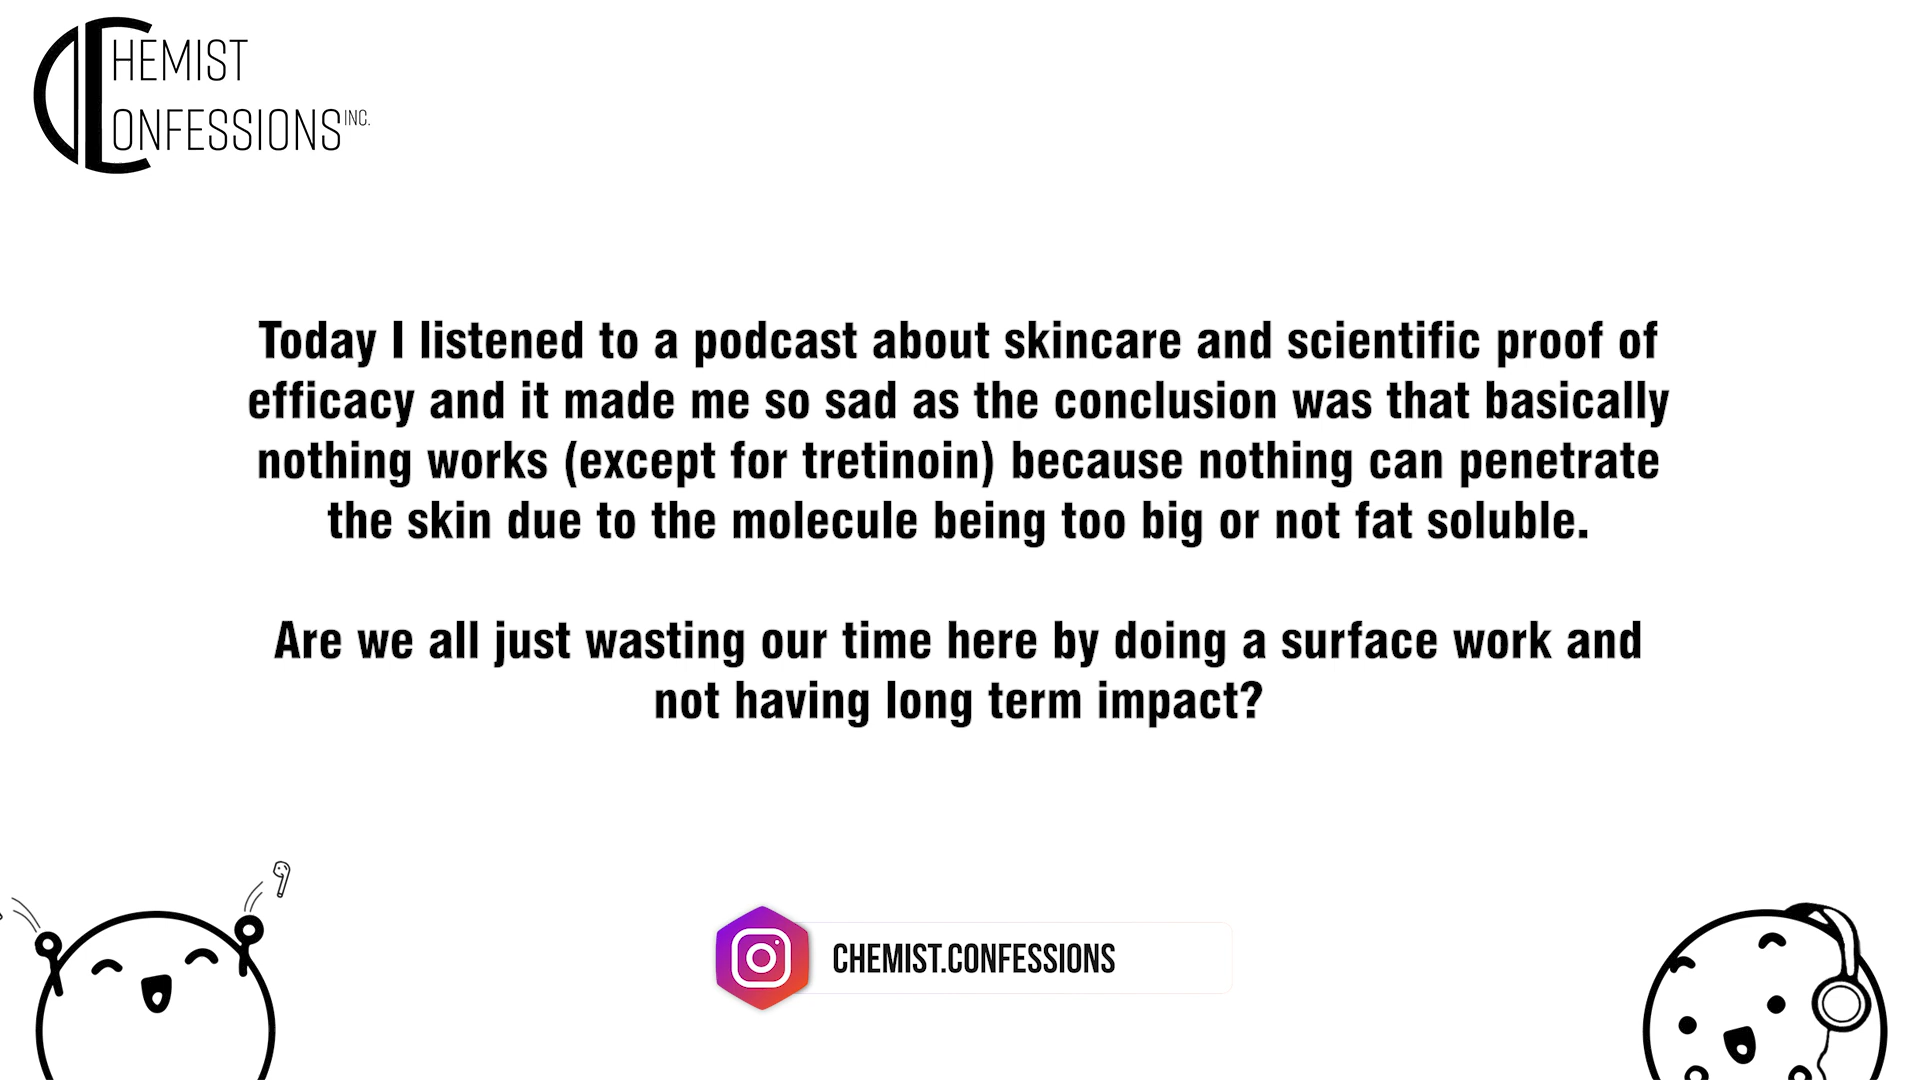 CHEMIST
CONFESSIONS INC.
Today I listened to a podcast about skincare and scientific proof of
efficacy and it made me so sad as the conclusion was that basically
nothing works (except for tretinoin) because nothing can penetrate
the skin due to the molecule being too big or not fat soluble.
Are we all just wasting our time here by doing a surface work and
not having long term impact?
CHEMIST.CONFESSIONS